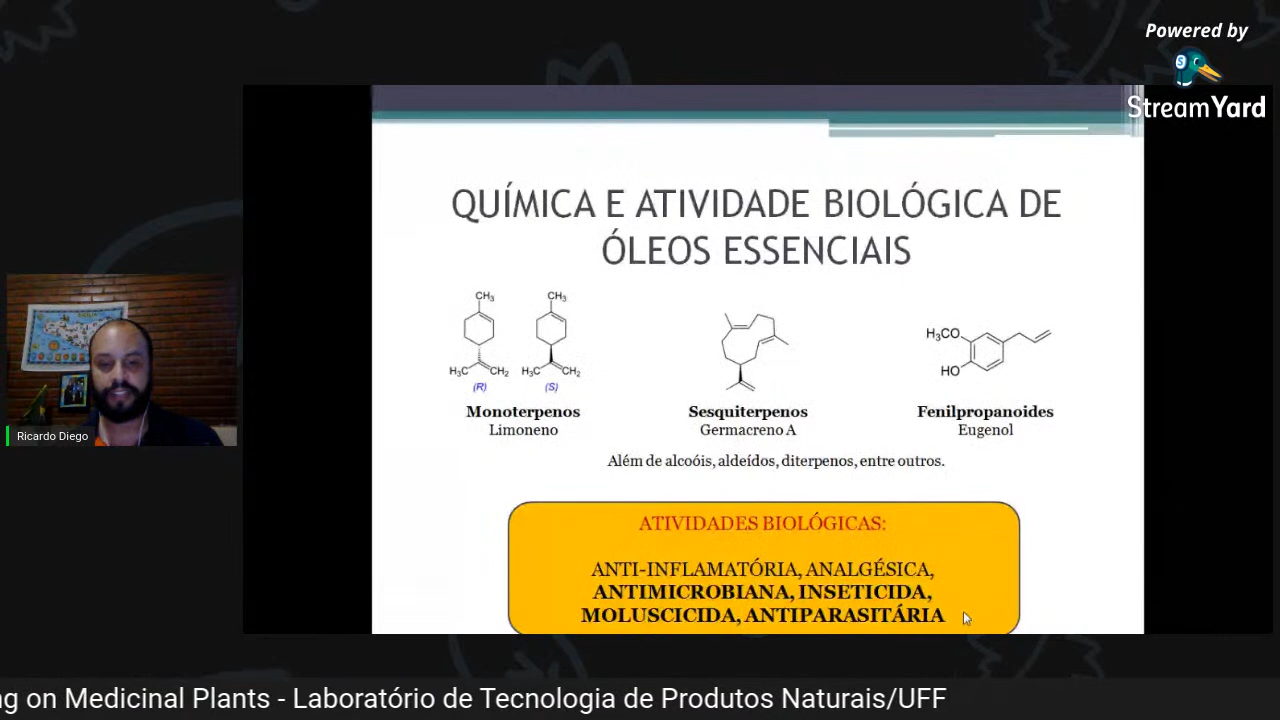 Powered by
StreamYard
QUÍMICA E ATIVIDADE BIOLÓGICA DE
ÓLEOS ESSENCIAIS
CH3 CH3
H3C CH2 H3C CH2
(R) (S)
H3CO
HO
Monoterpenos
Limoneno
Sesquiterpenos
Germacreno A
Fenilpropanoides
Eugenol
Além de alcoóis, aldeídos, diterpenos, entre outros.
ATIVIDADES BIOLÓGICAS:
ANTI-INFLAMATÓRIA, ANALGÉSICA,
ANTIMICROBIANA, INSETICIDA,
MOLUSCICIDA, ANTIPARASITÁRIA
Ricardo Diego
on Medicinal Plants - Laboratório de Tecnologia de Produtos Naturais/UFF